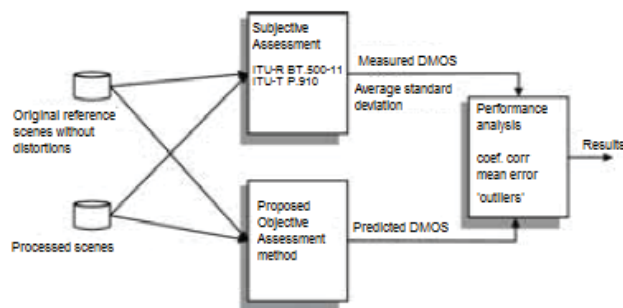 Subjective
Assessment
ITU-R BT.500-11
ITU-T P.910
Measured DMOS
Average standard
deviation
Original reference
scenes without
distortions
Performance
analysis
coef. corr
mean error
'outliers'
Results
Proposed
Objective
Assessment
method
Predicted DMOS
Processed scenes